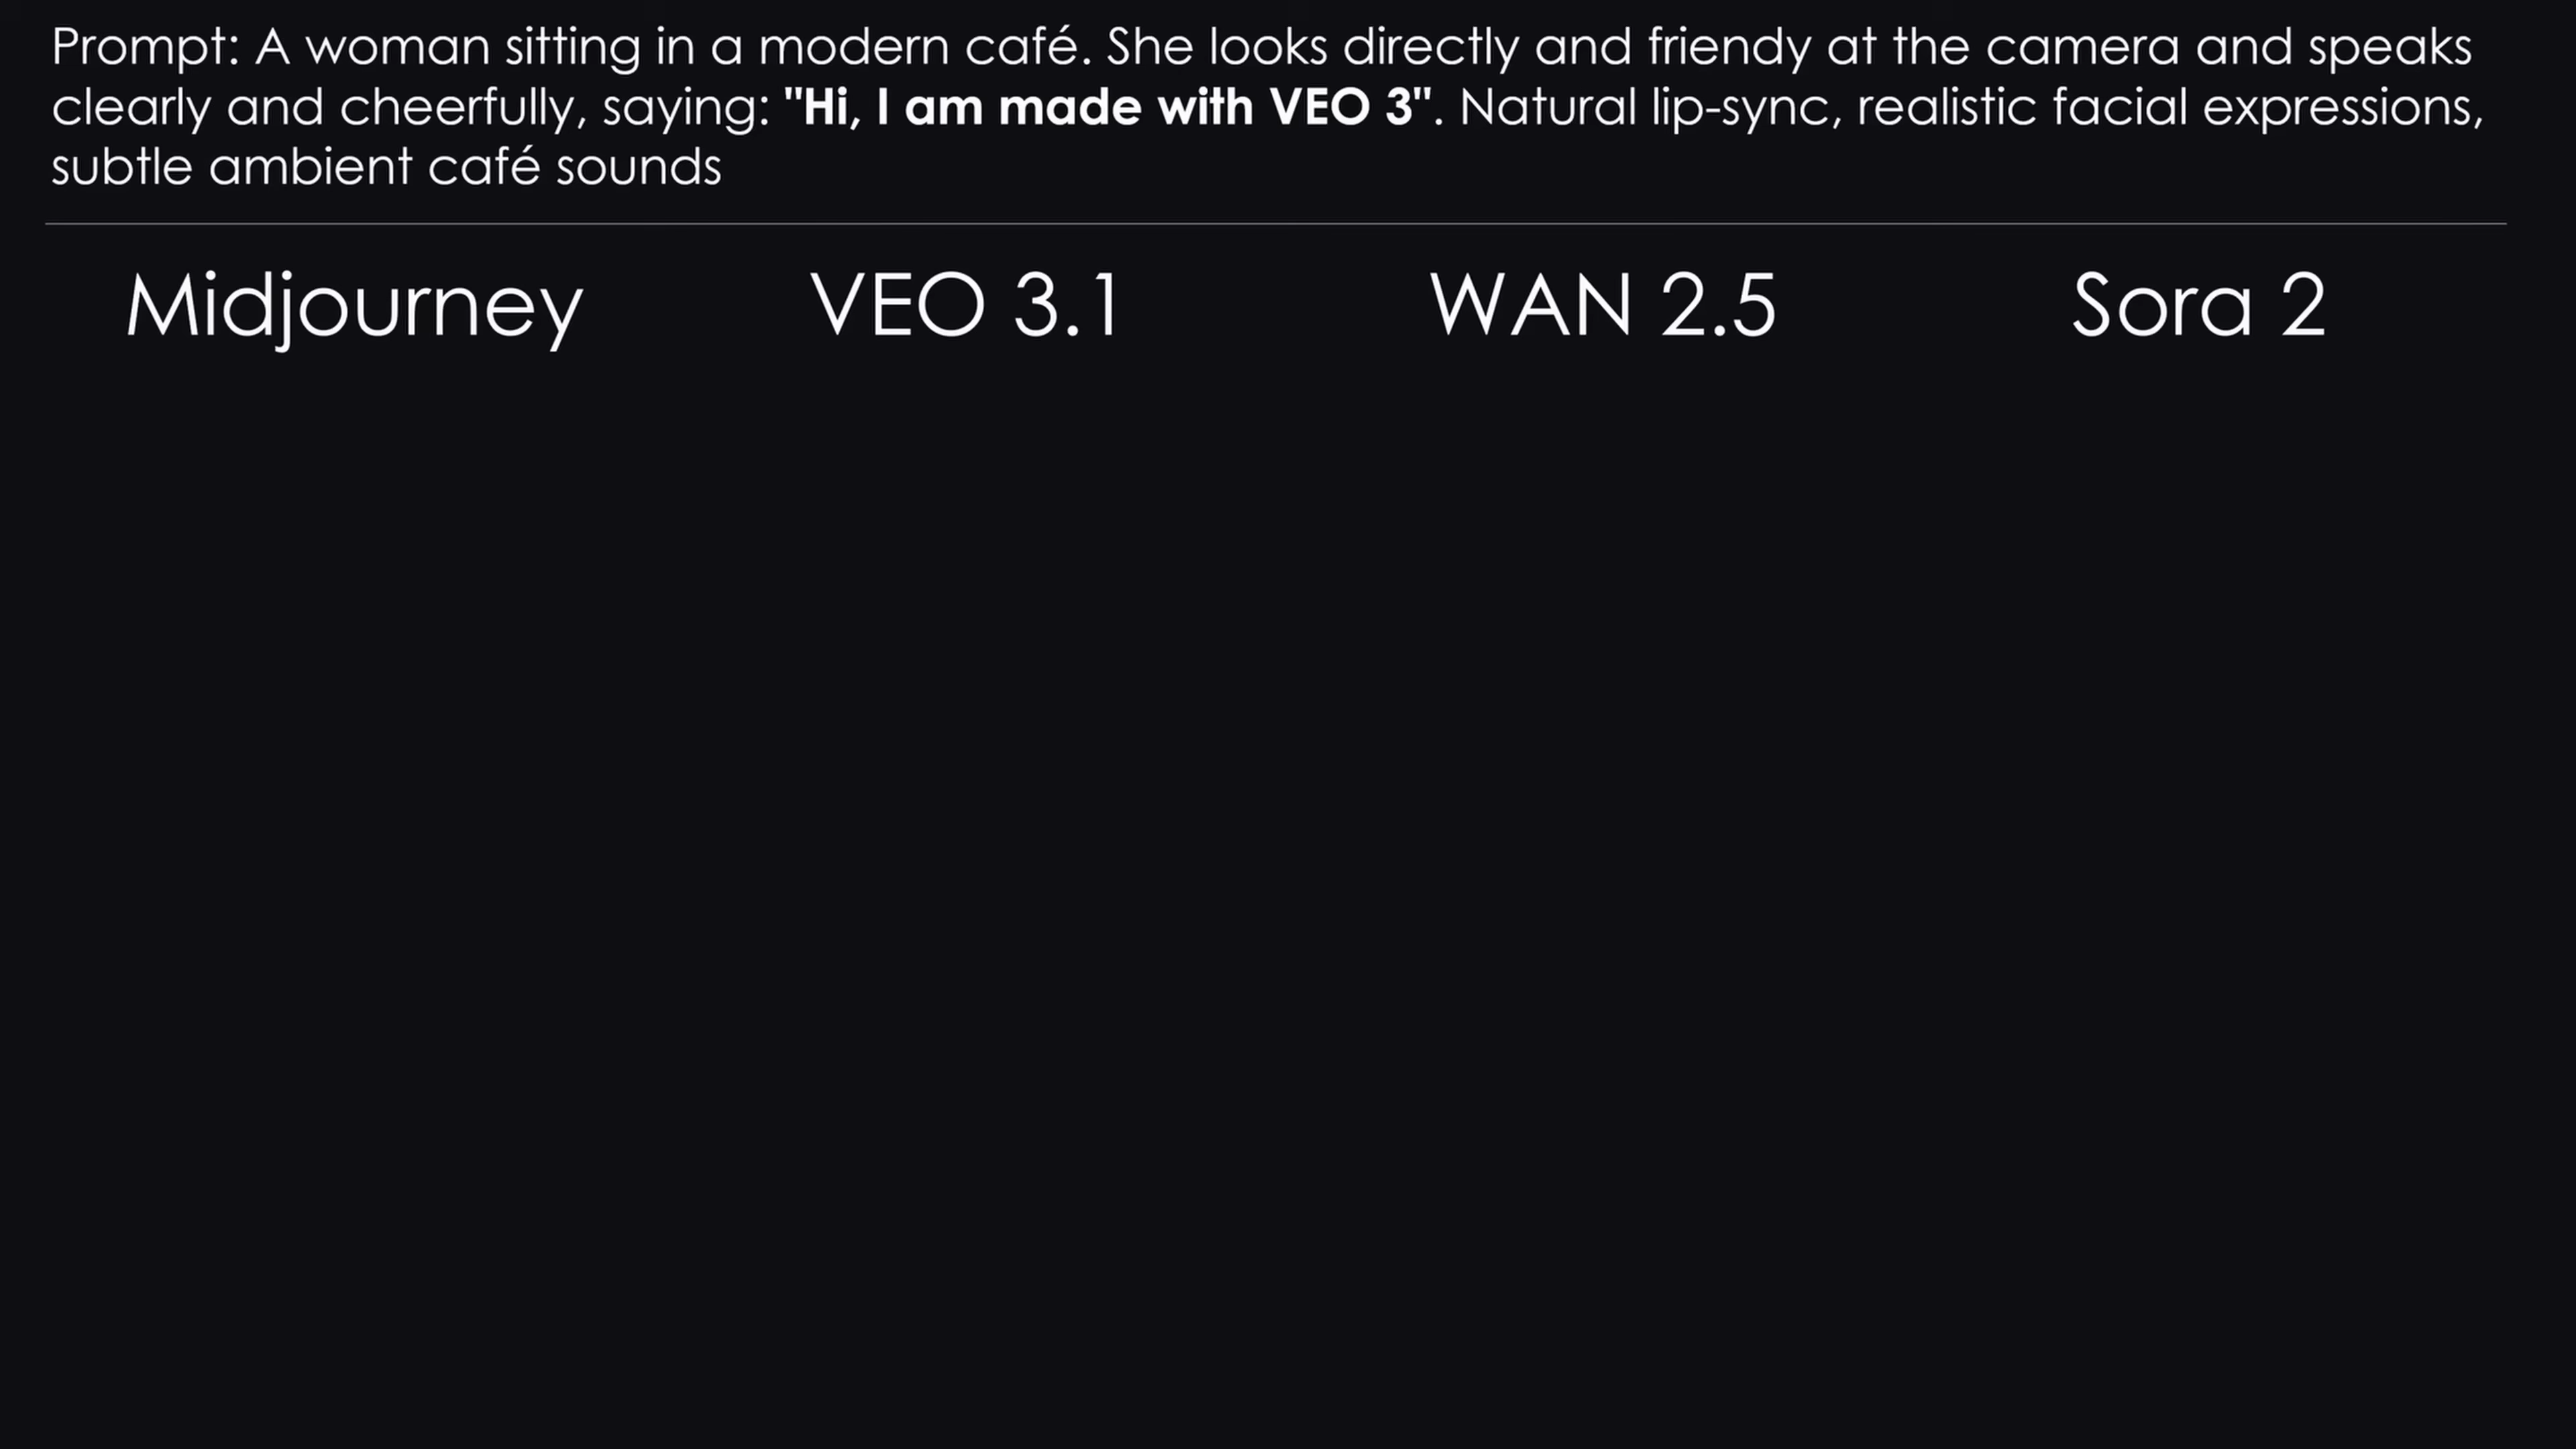 Prompt: A woman sitting in a modern café. She looks directly and friendy at the camera and speaks
clearly and cheerfully, saying: "Hi, I am made with VEO 3". Natural lip-sync, realistic facial expressions,
subtle ambient café sounds
Midjourney VEO 3.1 WAN 2.5 Sora 2